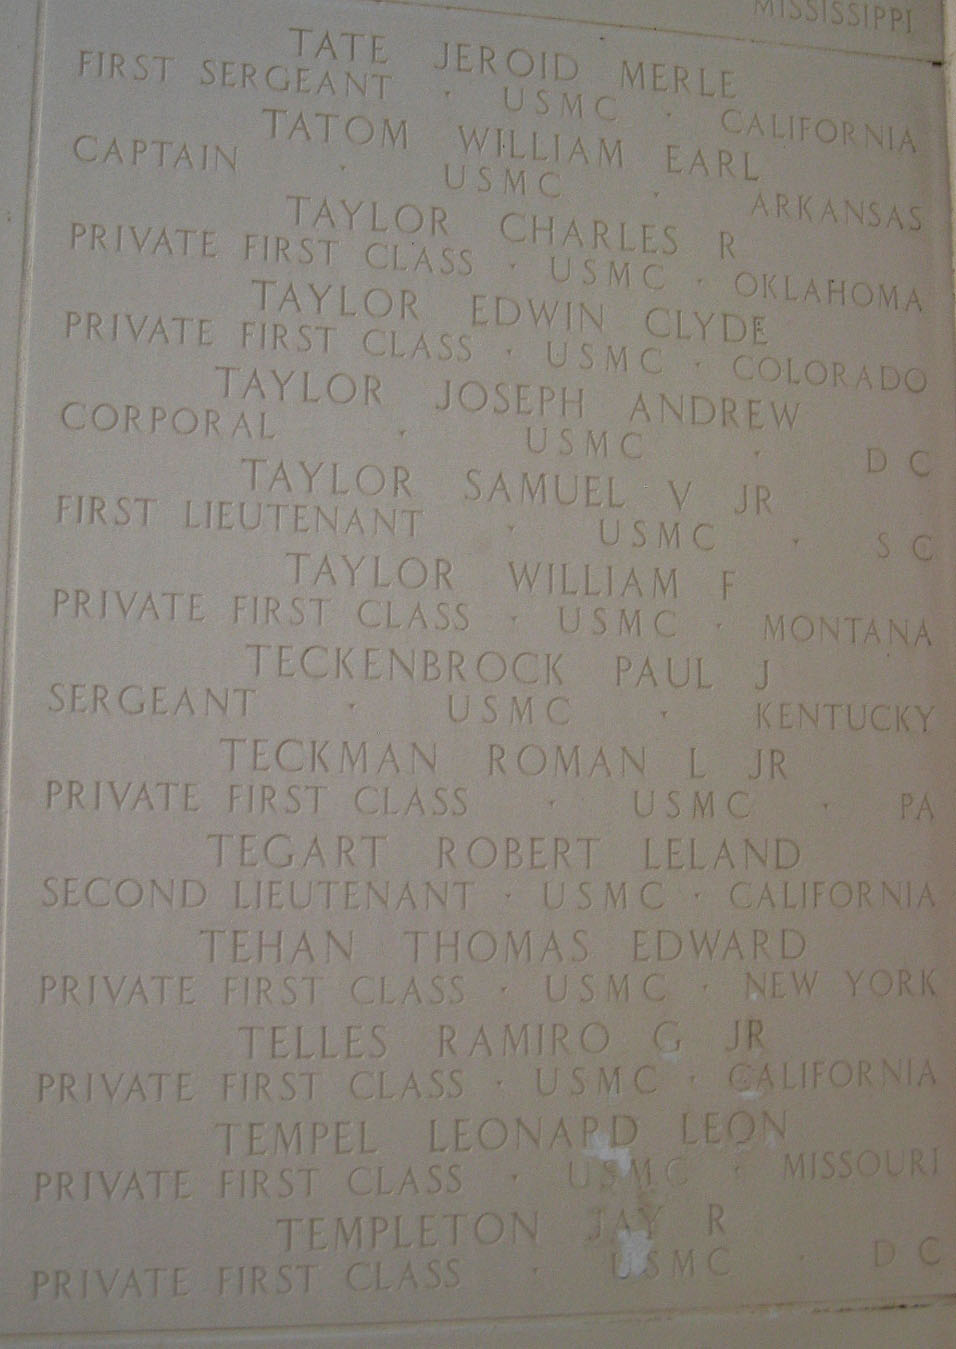 MISSISSIPPI
TATE JEROID MERLE
FIRST SERGEANT · USMC · CALIFORNIA
TATOM WILLIAM EARL
CAPTAIN · USMC · ARKANSAS
TAYLOR CHARLES R
PRIVATE FIRST CLASS · USMC · OKLAHOMA
TAYLOR EDWIN CLYDE
PRIVATE FIRST CLASS · USMC · COLORADO
TAYLOR JOSEPH ANDREW
CORPORAL · USMC · D C
TAYLOR SAMUEL V JR
FIRST LIEUTENANT · USMC · S C
TAYLOR WILLIAM F
PRIVATE FIRST CLASS · USMC · MONTANA
TECKENBROCK PAUL J
SERGEANT · USMC · KENTUCKY
TECKMAN ROMAN L JR
PRIVATE FIRST CLASS · USMC · PA
TEGART ROBERT LELAND
SECOND LIEUTENANT · USMC · CALIFORNIA
TEHAN THOMAS EDWARD
PRIVATE FIRST CLASS · USMC · NEW YORK
TELLES RAMIRO G JR
PRIVATE FIRST CLASS · USMC · CALIFORNIA
TEMPEL LEONARD LEON
PRIVATE FIRST CLASS · USMC · MISSOURI
TEMPLETON JAY R
PRIVATE FIRST CLASS · USMC · D C